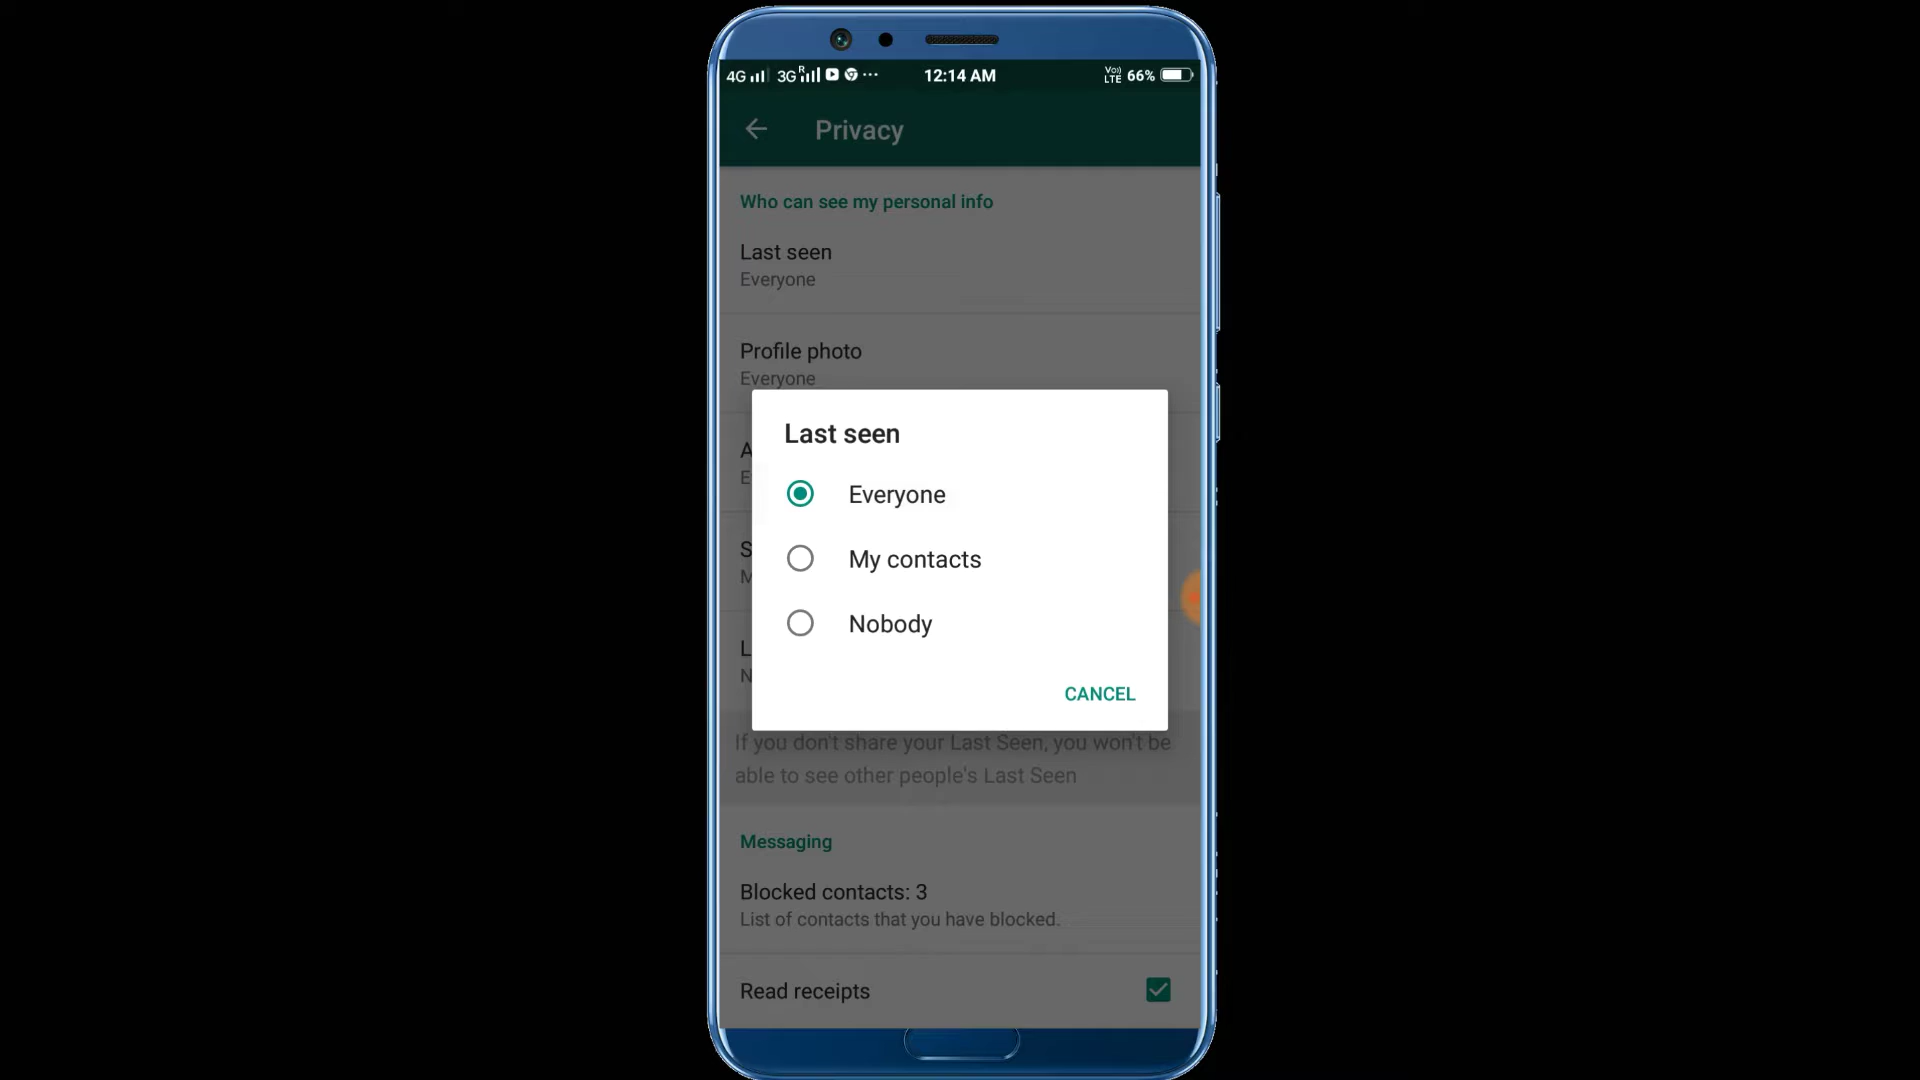 4G 3G R 12:14 AM VoLTE 66%
Privacy
Who can see my personal info
Last seen
Everyone
Profile photo
Everyone
A
E
S
M
L
N
Last seen
Everyone
My contacts
Nobody
CANCEL
If you don't share your Last Seen, you won't be
able to see other people's Last Seen
Messaging
Blocked contacts: 3
List of contacts that you have blocked.
Read receipts